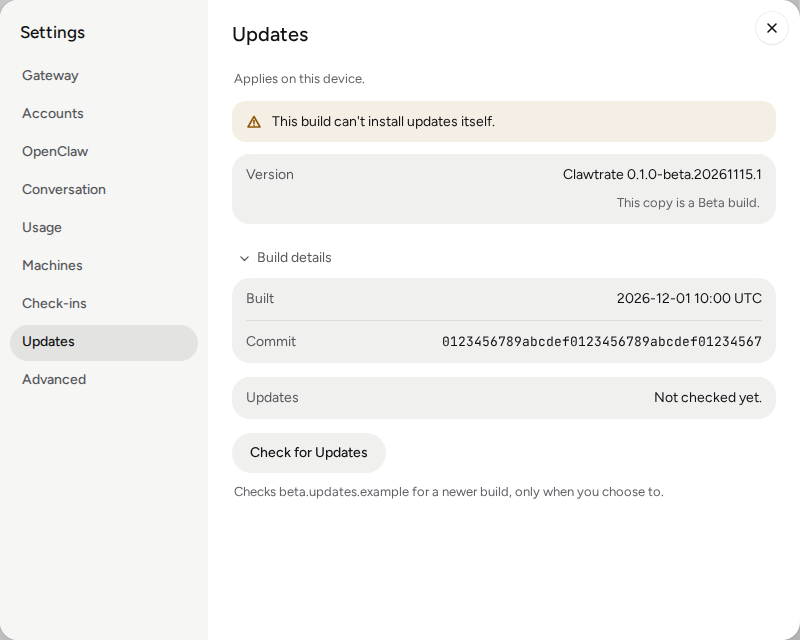 Settings
Gateway
Accounts
OpenClaw
Conversation
Usage
Machines
Check-ins
Updates
Advanced
Updates
Applies on this device.
This build can't install updates itself.
Version Clawtrate 0.1.0-beta.20261115.1
This copy is a Beta build.
Build details
Built 2026-12-01 10:00 UTC
Commit 0123456789abcdef0123456789abcdef01234567
Updates Not checked yet.
Check for Updates
Checks beta.updates.example for a newer build, only when you choose to.